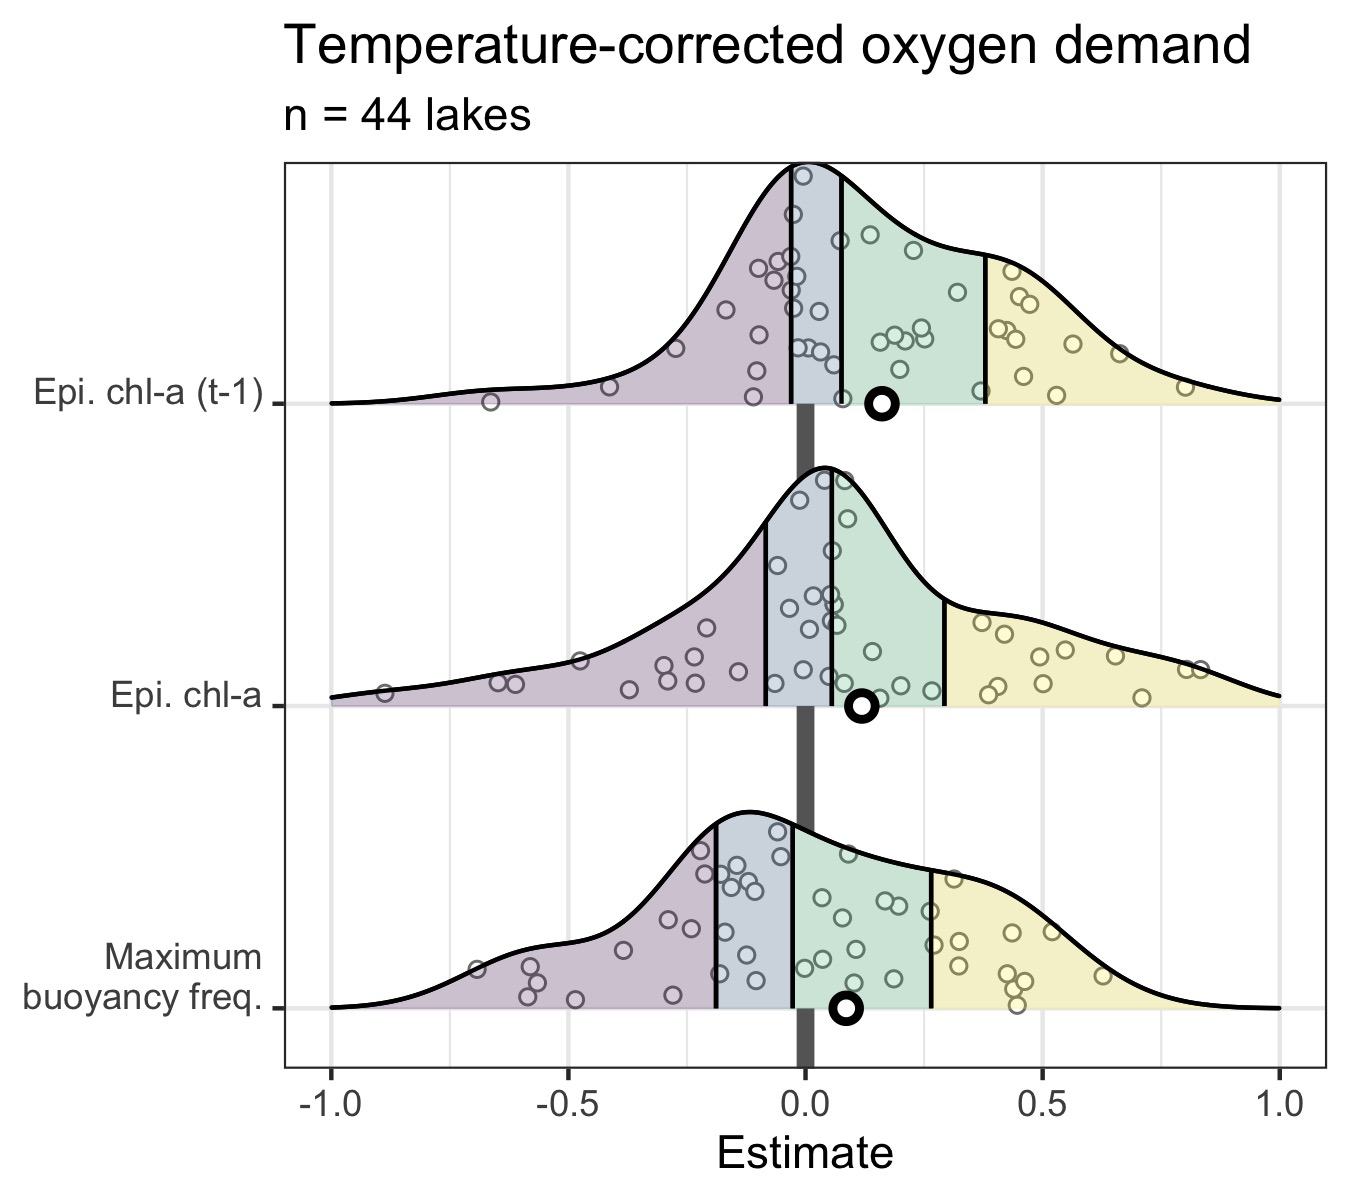 Temperature-corrected oxygen demand
n = 44 lakes
Epi. chl-a (t-1)
Epi. chl-a
Maximum
buoyancy freq.
-1.0 -0.5 0.0 0.5 1.0
Estimate